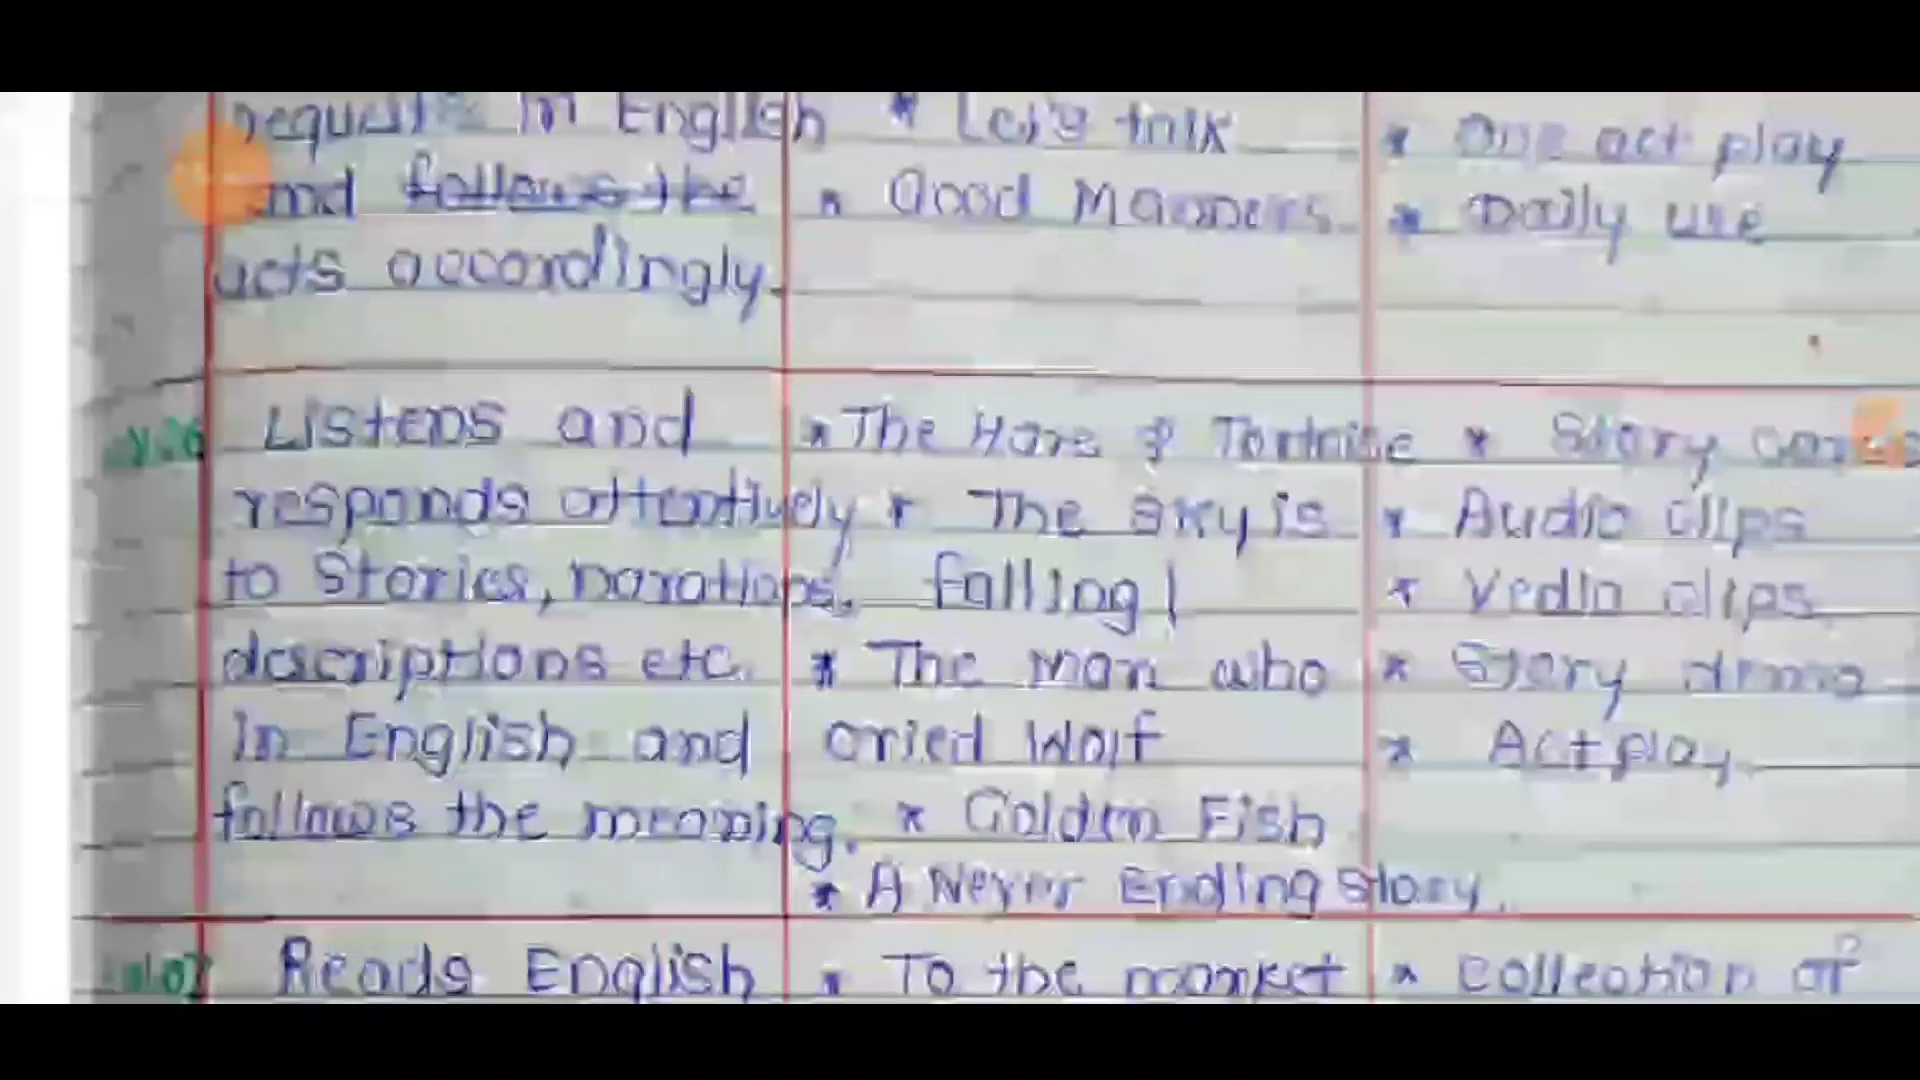 requests in English * Let's talk * One act play
and follows the * Good Manners. * Daily use
acts accordingly.
Listens and * The Hare & Tortoise * Story
responds attentively * The sky is * Audio clips
to Stories, narations, falling! * Vedio clips
descriptions etc. * The Man who * Story
in English and cried Wolf * Act play
follows the meaning. * Golden Fish
* A Never Ending Story.
Reads English * To the market * collection of